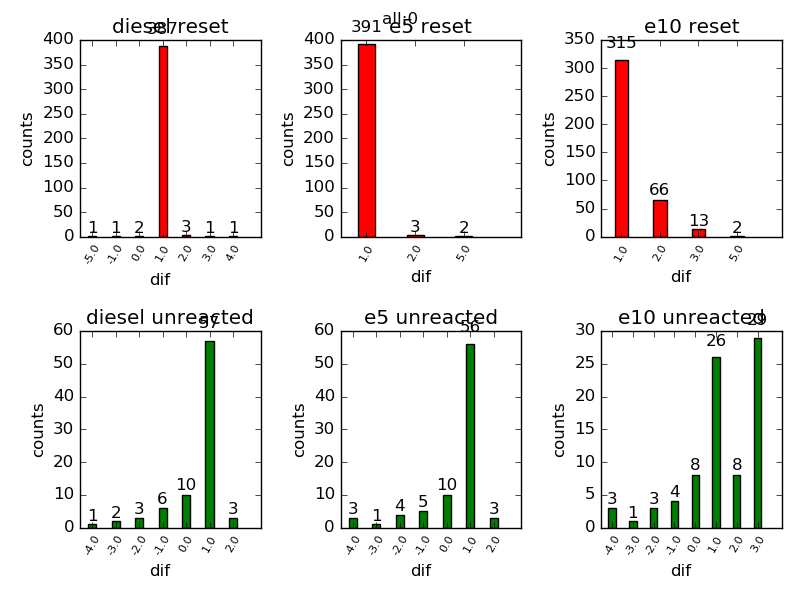 all:0
diesel reset
387
400
350
300
250
200
150
100
50
0
counts
1 1 2 3 1 1
-5.0 -1.0 0.0 1.0 2.0 3.0 4.0
dif
e5 reset
391
400
350
300
250
200
150
100
50
0
counts
3 2
1.0 2.0 5.0
dif
e10 reset
315
350
300
250
200
150
100
50
0
counts
66
13
2
1.0 2.0 3.0 5.0
dif
diesel unreacted
57
60
50
40
30
20
10
0
counts
1 2 3 6 10 3
-4.0 -3.0 -2.0 -1.0 0.0 1.0 2.0
dif
e5 unreacted
56
60
50
40
30
20
10
0
counts
3 1 4 5 10 3
-4.0 -3.0 -2.0 -1.0 0.0 1.0 2.0
dif
e10 unreacted
29
30
25
20
15
10
5
0
counts
3 1 3 4 8 26 8
-4.0 -3.0 -2.0 -1.0 0.0 1.0 2.0 3.0
dif